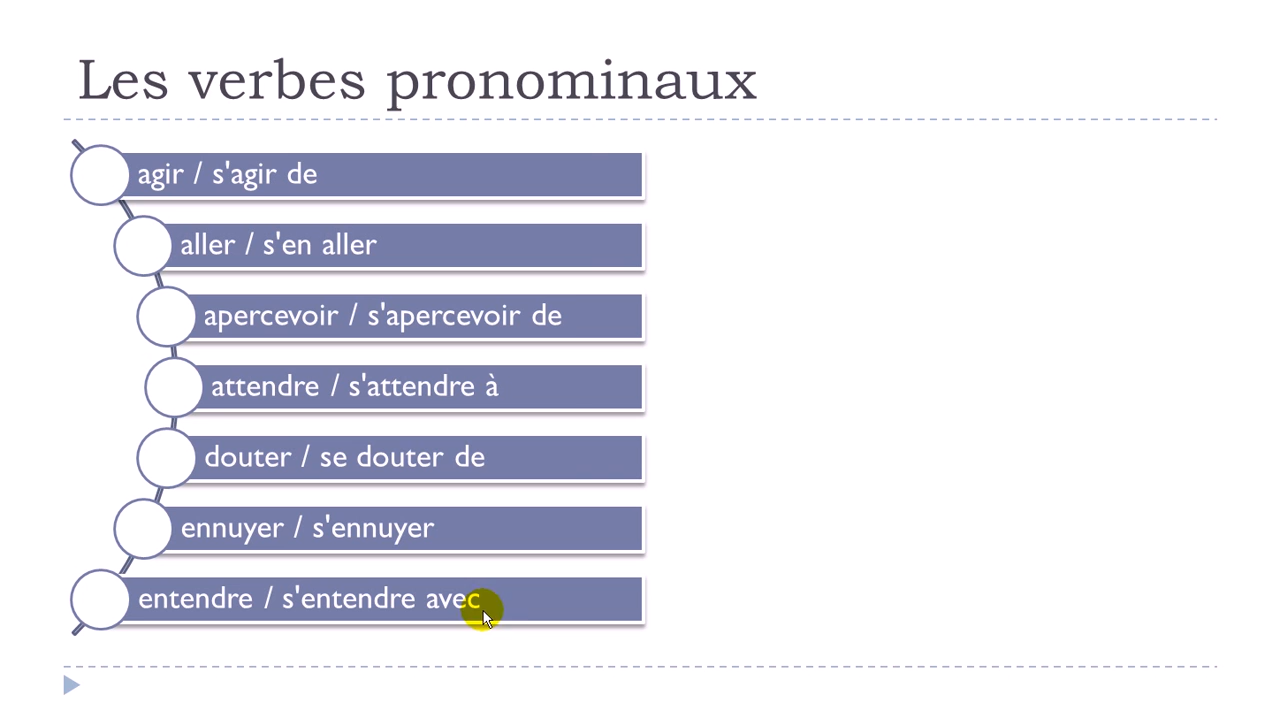 Les verbes pronominaux
agir / s'agir de
aller / s'en aller
apercevoir / s'apercevoir de
attendre / s'attendre à
douter / se douter de
ennuyer / s'ennuyer
entendre / s'entendre avec